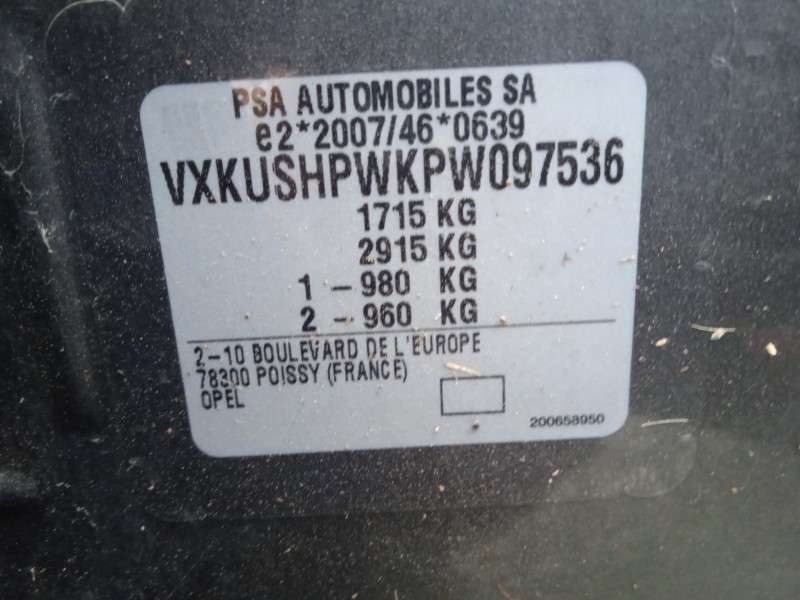 PSA AUTOMOBILES SA
e2*2007/46*0639
VXKUSHPWKPW097536
1715 KG
2915 KG
1 - 980 KG
2 - 960 KG
2-10 BOULEVARD DE L'EUROPE
78300 POISSY (FRANCE)
OPEL
200658950